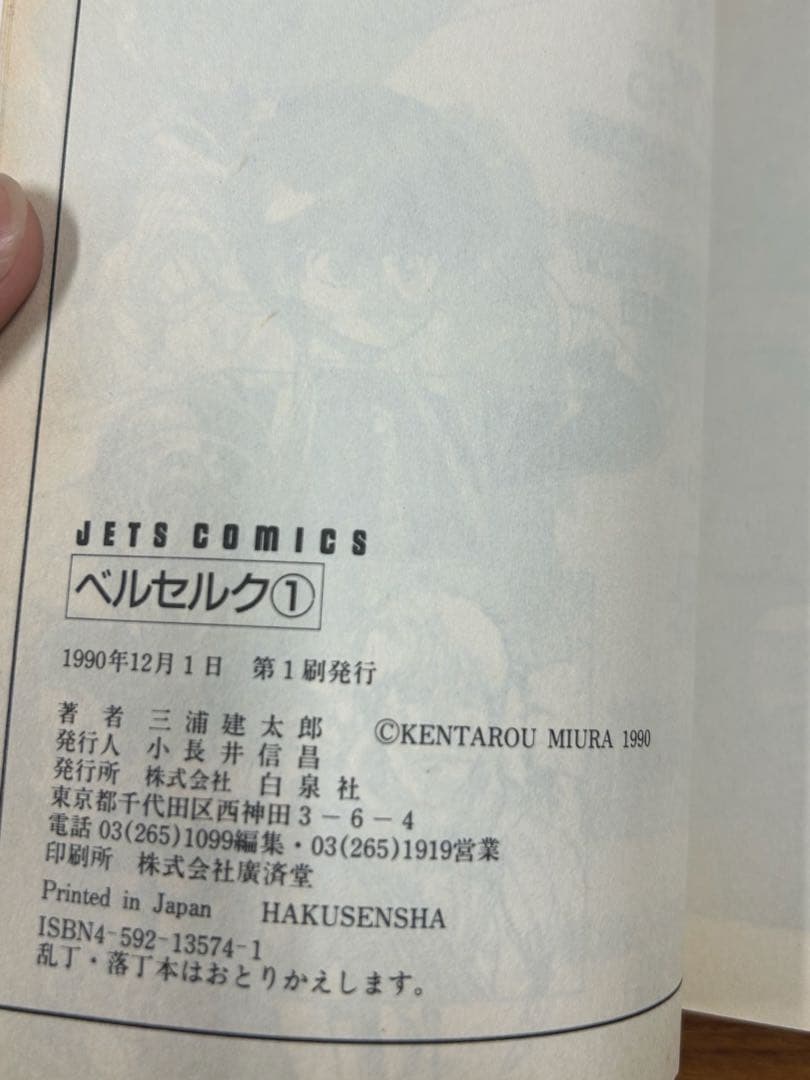 JETS COMICS
ベルセルク①
1990年12月1日 第1刷発行
著者 三浦建太郎 ©KENTAROU MIURA 1990
発行人 小長井信昌
発行所 株式会社 白泉社
東京都千代田区西神田3-6-4
電話 03(265)1099編集・03(265)1919営業
印刷所 株式会社廣済堂
Printed in Japan HAKUSENSHA
ISBN4-592-13574-1
乱丁・落丁本はおとりかえします。